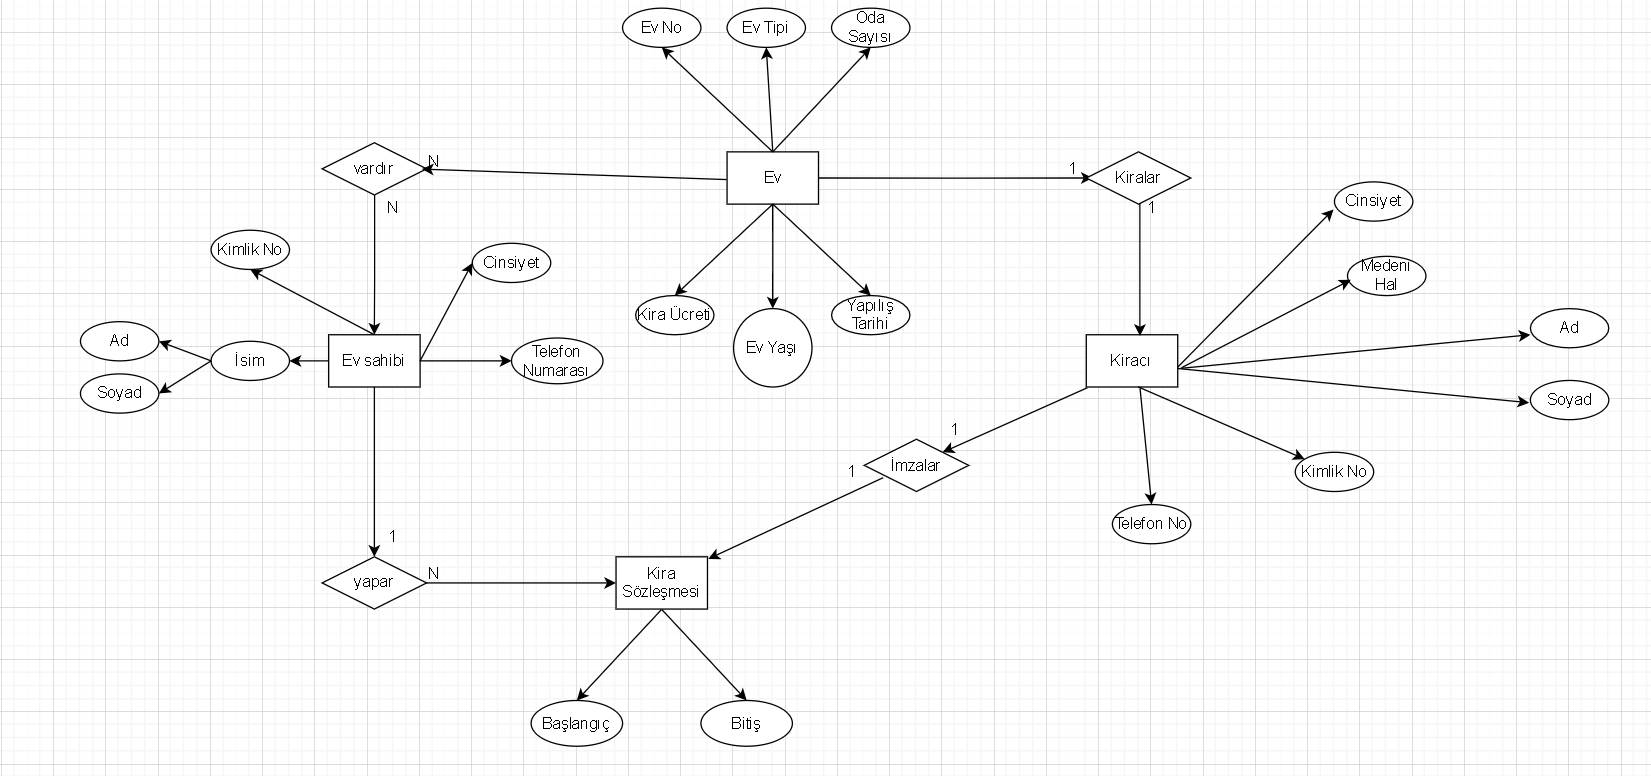 Ev No
Ev Tipi
Oda
Sayısı
vardır
N
N
Ev
1
Kiralar
1
Cinsiyet
Medeni
Hal
Ad
Soyad
Kimlik No
Telefon No
Kiracı
Kira Ücreti
Ev Yaşı
Yapılış
Tarihi
Kimlik No
Cinsiyet
Ad
Soyad
İsim
Ev sahibi
Telefon
Numarası
1
1
İmzalar
1
yapar
N
Kira
Sözleşmesi
Başlangıç
Bitiş